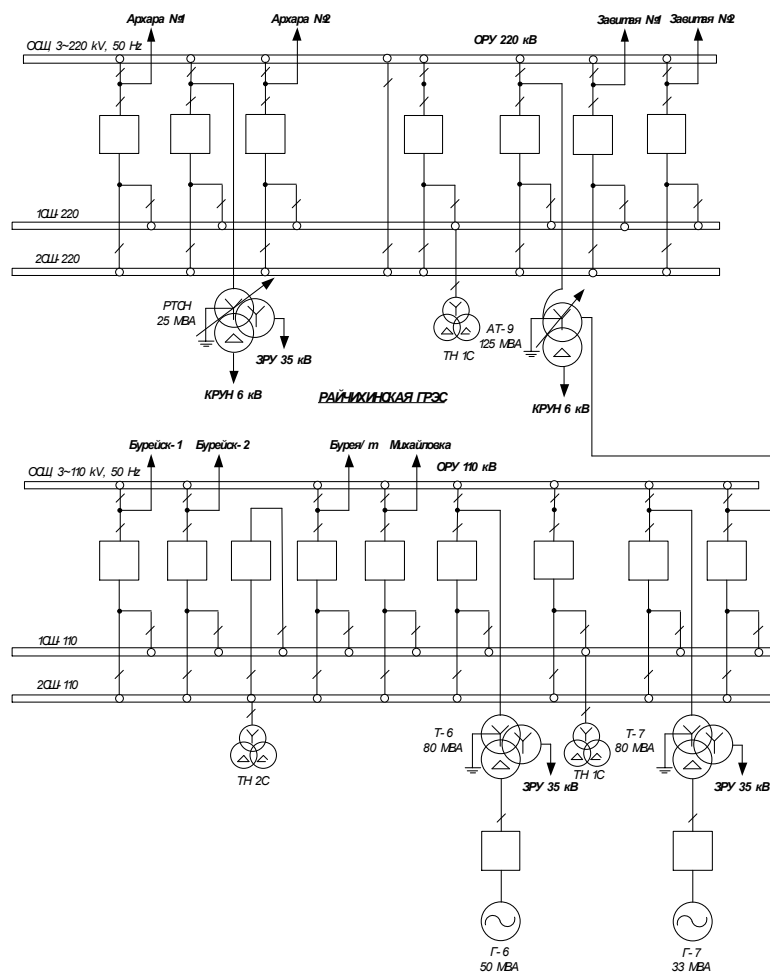 Архара №1
Архара №2
Завитая №1
Завитая №2
ОСШ, 3~220 kV, 50 Hz
ОРУ 220 кВ
1СШ-220
2СШ-220
РТСН
25 МВА
ТН 1С
АТ-9
125 МВА
ЗРУ 35 кВ
КРУН 6 кВ
РАЙЧИХИНСКАЯ ГРЭС
КРУН 6 кВ
Бурейск-1
Бурейск-2
Бурея/т
Михайловка
ОСШ, 3~110 kV, 50 Hz
ОРУ 110 кВ
1СШ-110
2СШ-110
Т-6
80 МВА
Т-7
80 МВА
ТН 2С
ТН 1С
ЗРУ 35 кВ
ЗРУ 35 кВ
Г-6
50 МВА
Г-7
33 МВА